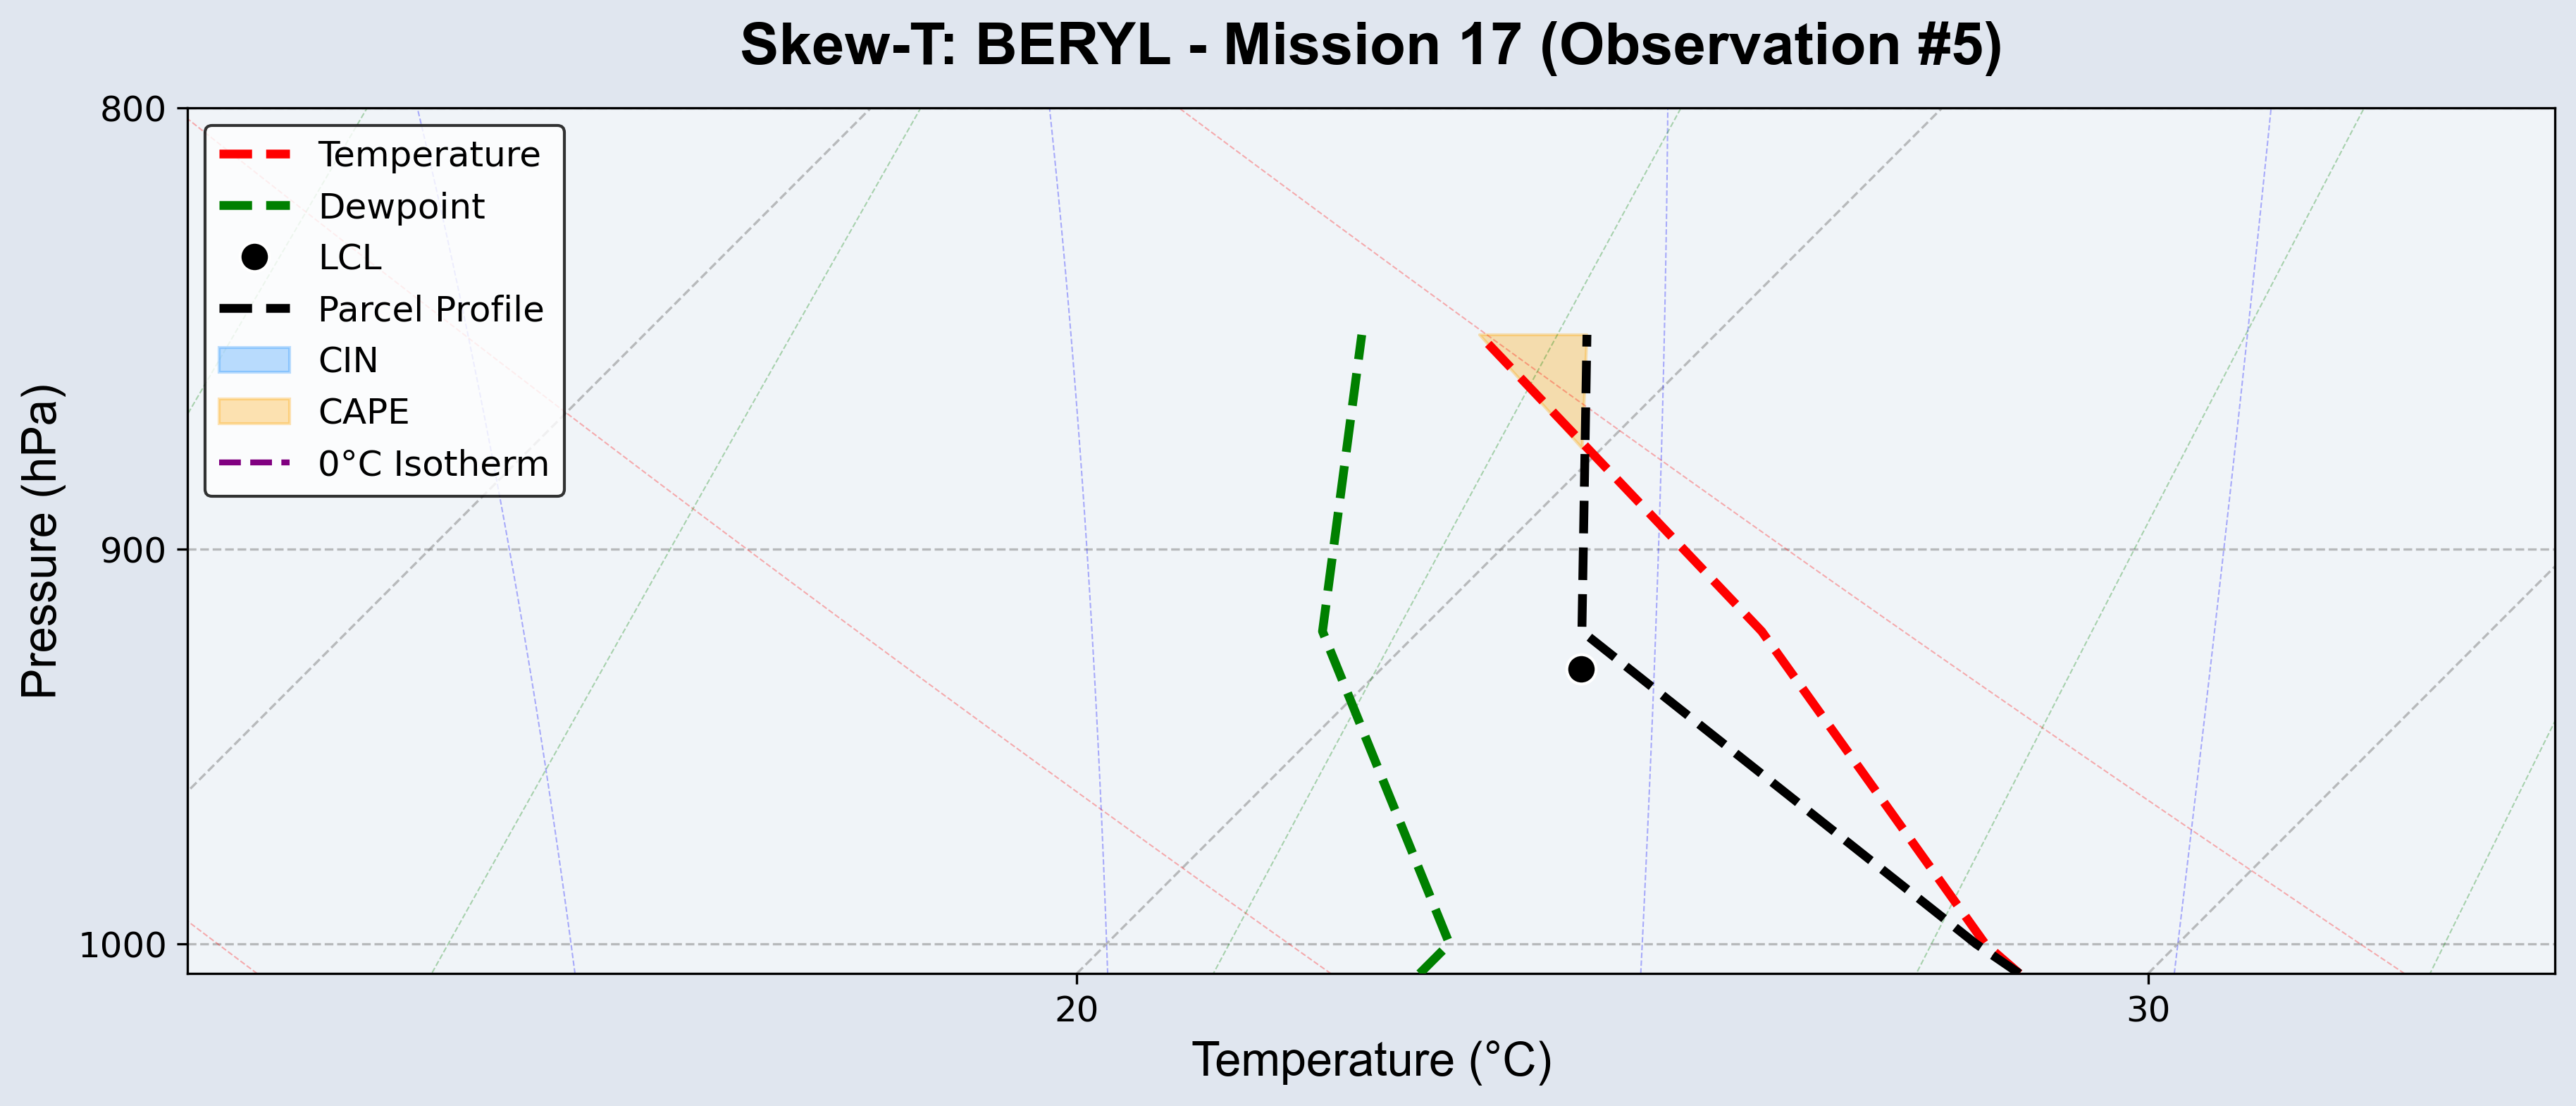 Skew-T: BERYL - Mission 17 (Observation #5)
800
Temperature
Dewpoint
LCL
Parcel Profile
CIN
CAPE
0°C Isotherm
Pressure (hPa)
900
1000
20
30
Temperature (°C)